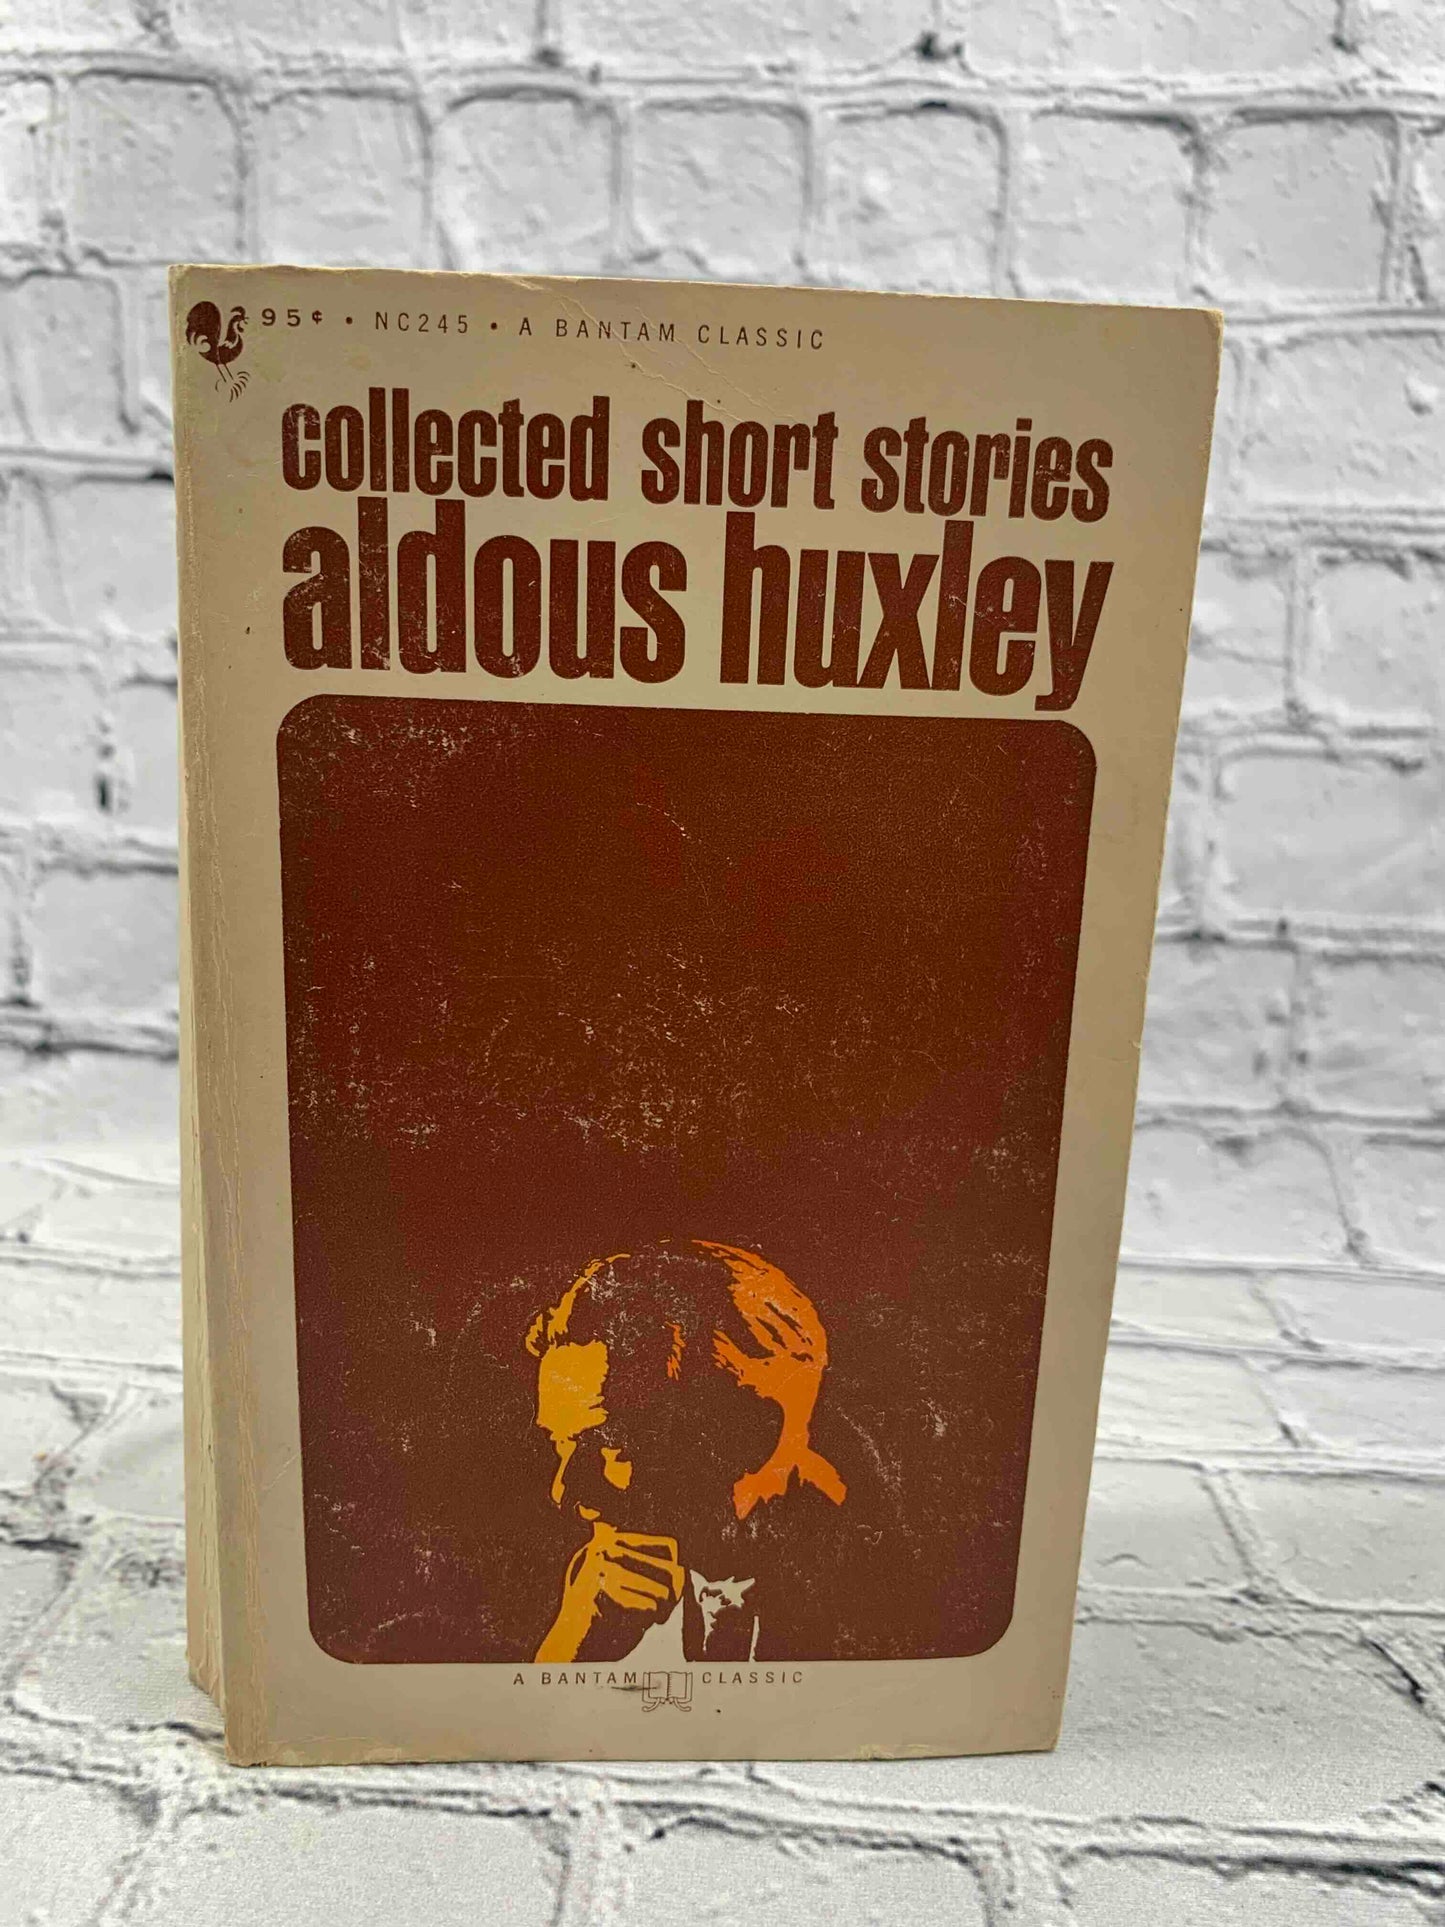 95¢ • NC245 • A BANTAM CLASSIC
collected short stories
aldous huxley
A BANTAM CLASSIC